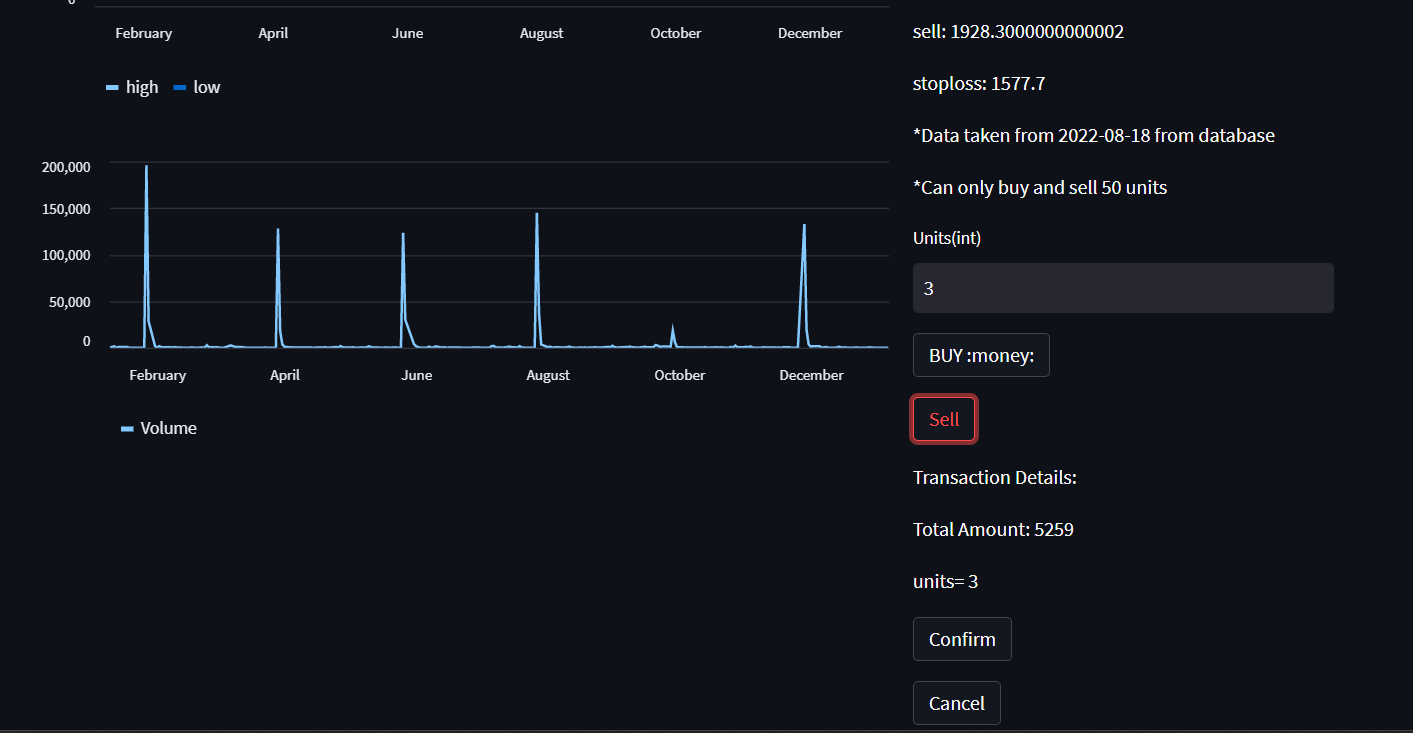 0
February April June August October December
high low
200,000
150,000
100,000
50,000
0
February April June August October December
Volume
sell: 1928.3000000000002
stoploss: 1577.7
*Data taken from 2022-08-18 from database
*Can only buy and sell 50 units
Units(int)
3
BUY :money:
Sell
Transaction Details:
Total Amount: 5259
units= 3
Confirm
Cancel